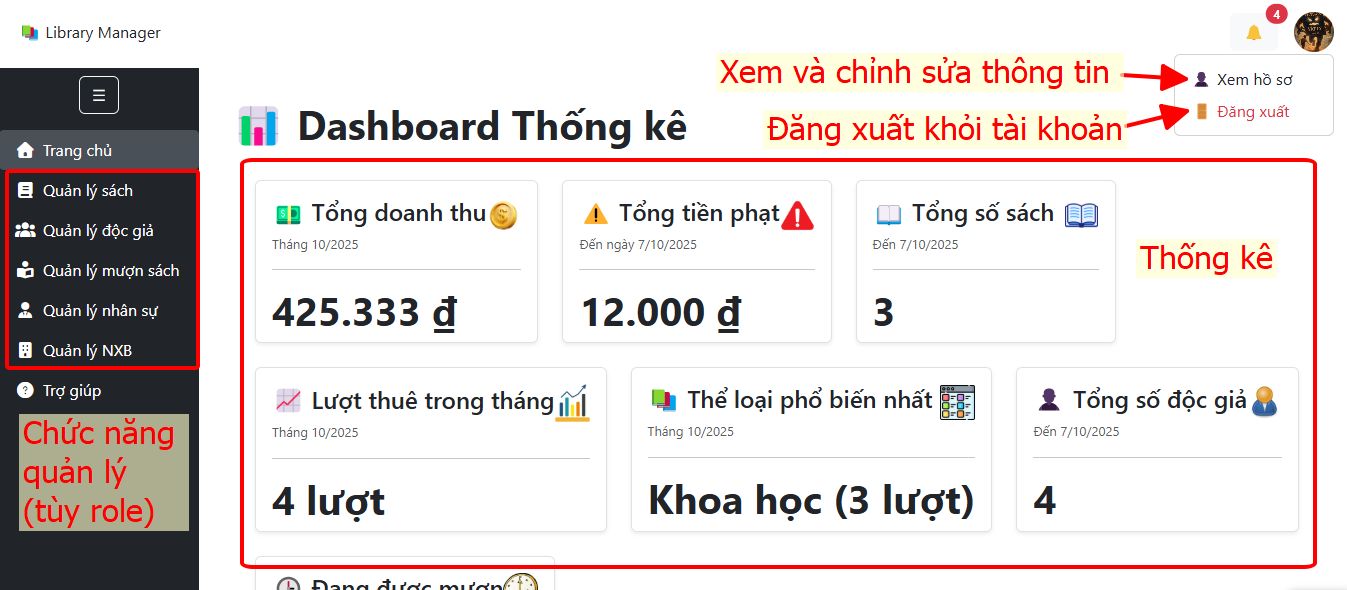 Library Manager
4
Xem và chỉnh sửa thông tin
Xem hồ sơ
Đăng xuất khỏi tài khoản
Đăng xuất
Trang chủ
Quản lý sách
Quản lý độc giả
Quản lý mượn sách
Quản lý nhân sự
Quản lý NXB
Trợ giúp
Chức năng
quản lý
(tùy role)
Dashboard Thống kê
Tổng doanh thu
Tháng 10/2025
425.333 ₫
Tổng tiền phạt
Đến ngày 7/10/2025
12.000 ₫
Tổng số sách
Đến 7/10/2025
3
Thống kê
Lượt thuê trong tháng
Tháng 10/2025
4 lượt
Thể loại phổ biến nhất
Tháng 10/2025
Khoa học (3 lượt)
Tổng số độc giả
Đến 7/10/2025
4
Đang được mượn